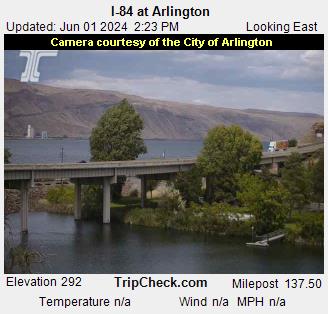 I-84 at Arlington
Updated: Jun 01 2024 2:23 PM Looking East
Camera courtesy of the City of Arlington
Elevation 292 TripCheck.com Milepost 137.50
Temperature n/a Wind n/a MPH n/a